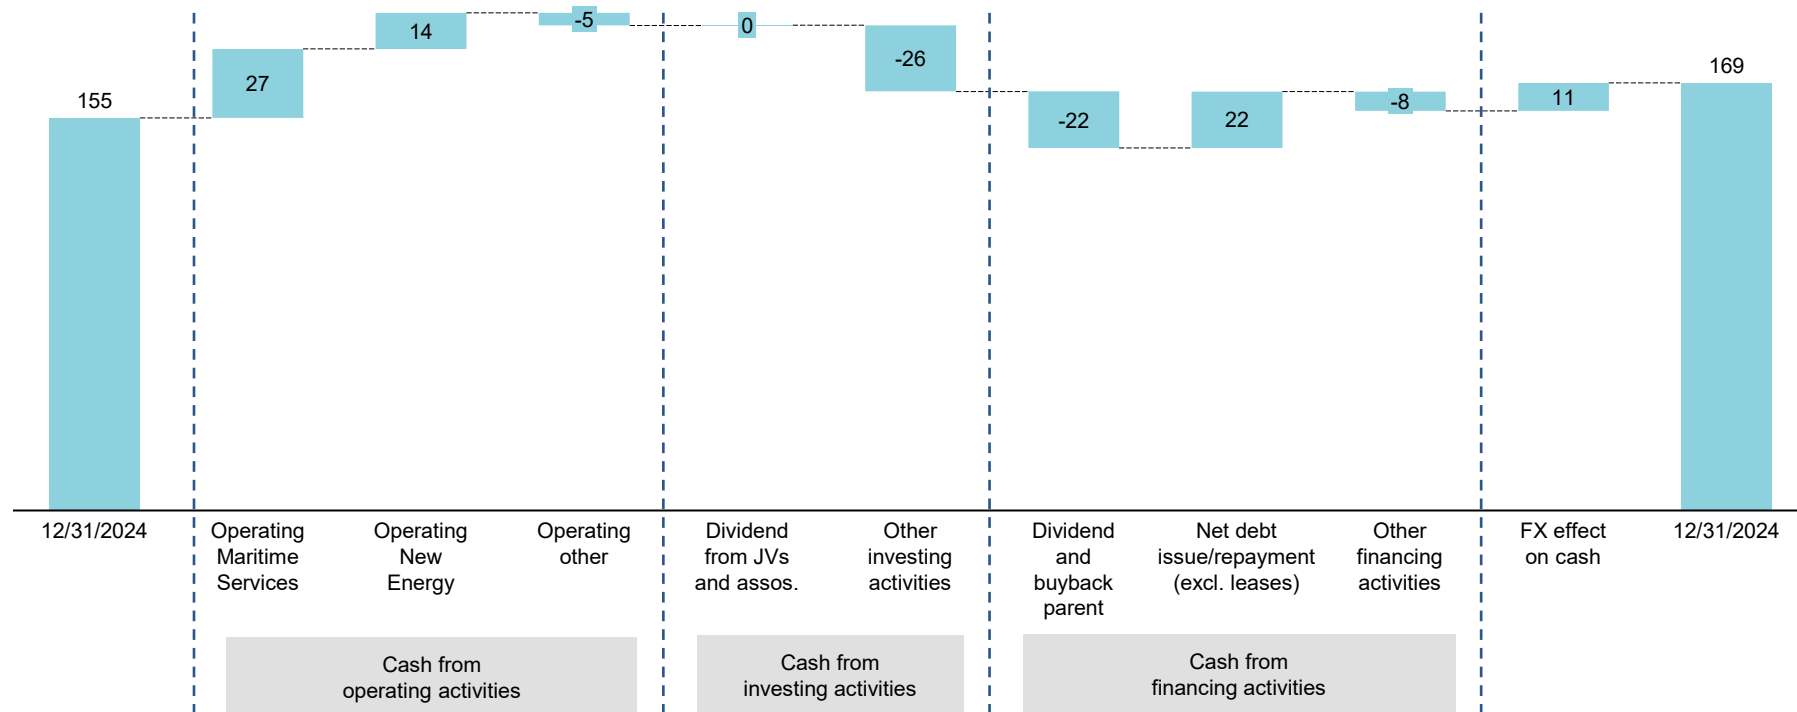 155
27
14
-5
0
-26
-22
22
-8
11
169
12/31/2024
Operating
Maritime
Services
Operating
New
Energy
Operating
other
Dividend
from JVs
and assos.
Other
investing
activities
Dividend
and
buyback
parent
Net debt
issue/repayment
(excl. leases)
Other
financing
activities
FX effect
on cash
12/31/2024
Cash from
operating activities
Cash from
investing activities
Cash from
financing activities